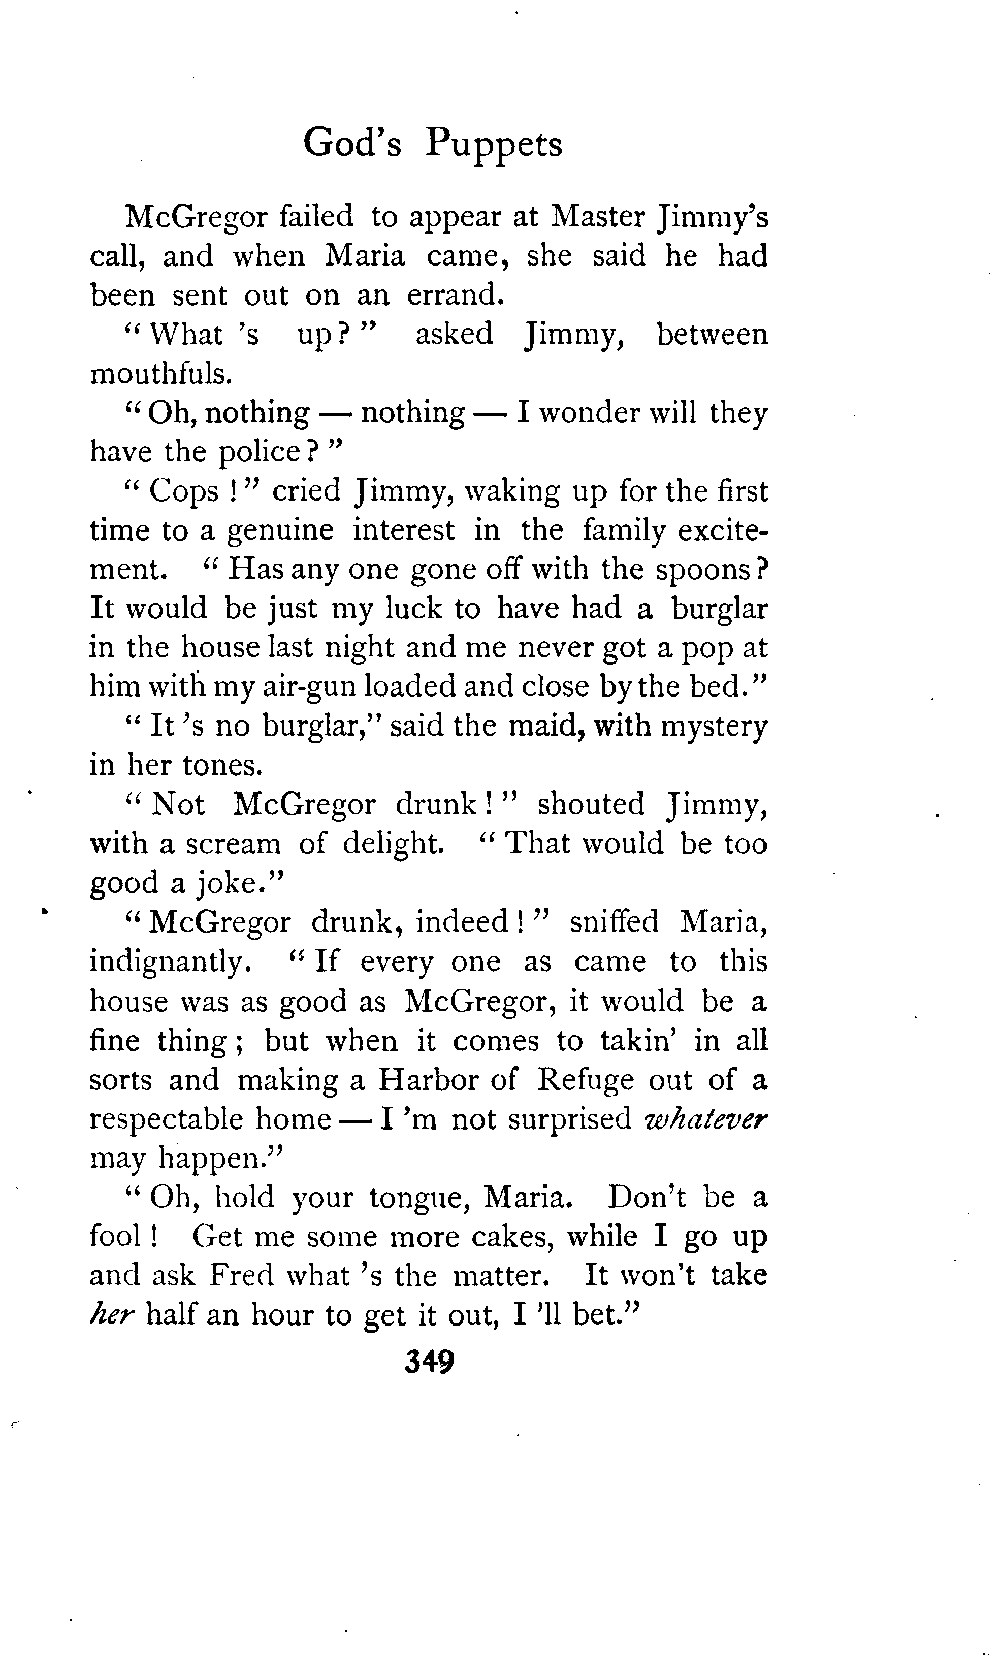 God's Puppets
McGregor failed to appear at Master Jimmy's
call, and when Maria came, she said he had
been sent out on an errand.
" What 's up? " asked Jimmy, between
mouthfuls.
" Oh, nothing — nothing — I wonder will they
have the police? "
" Cops !" cried Jimmy, waking up for the first
time to a genuine interest in the family excite-
ment. " Has any one gone off with the spoons?
It would be just my luck to have had a burglar
in the house last night and me never got a pop at
him with my air-gun loaded and close by the bed."
" It 's no burglar," said the maid, with mystery
in her tones.
" Not McGregor drunk! " shouted Jimmy,
with a scream of delight. " That would be too
good a joke."
" McGregor drunk, indeed! " sniffed Maria,
indignantly. " If every one as came to this
house was as good as McGregor, it would be a
fine thing; but when it comes to takin' in all
sorts and making a Harbor of Refuge out of a
respectable home — I 'm not surprised whatever
may happen."
" Oh, hold your tongue, Maria. Don't be a
fool! Get me some more cakes, while I go up
and ask Fred what 's the matter. It won't take
her half an hour to get it out, I 'll bet."
349